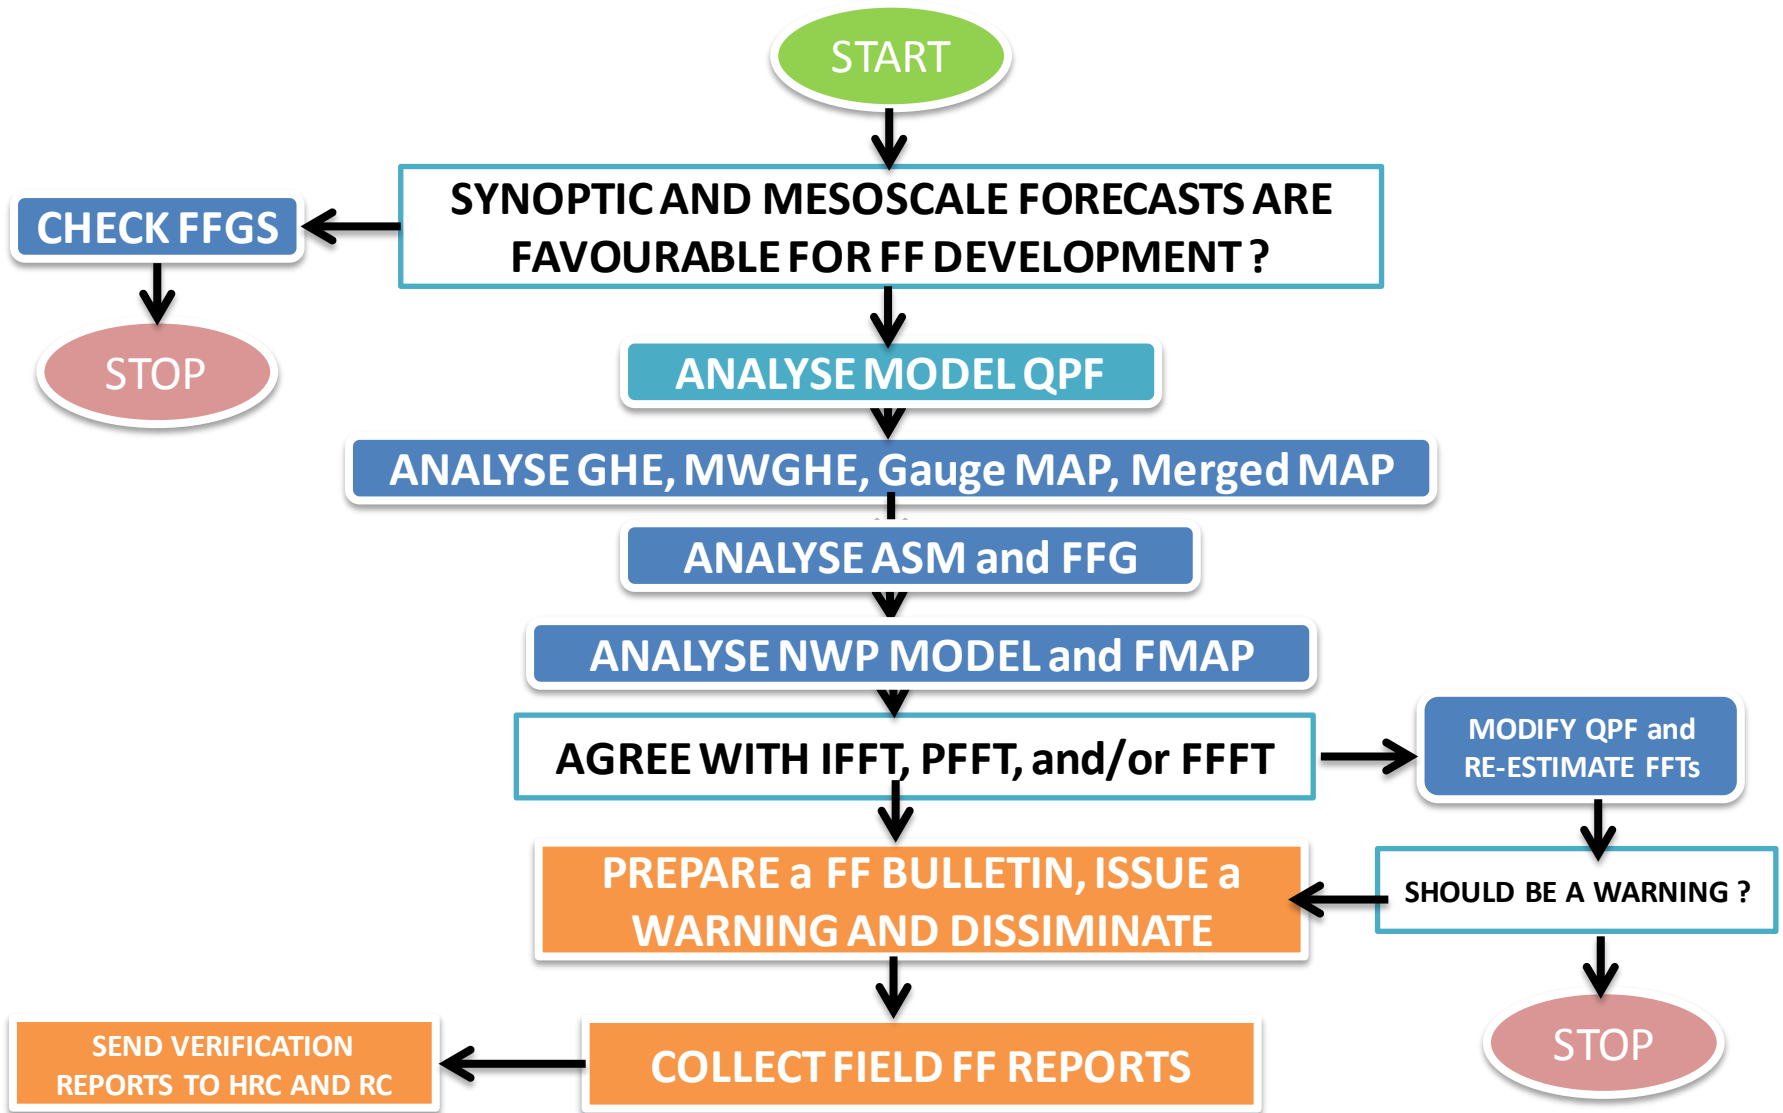 START
SYNOPTIC AND MESOSCALE FORECASTS ARE
FAVOURABLE FOR FF DEVELOPMENT ?
CHECK FFGS
STOP
ANALYSE MODEL QPF
ANALYSE GHE, MWGHE, Gauge MAP, Merged MAP
ANALYSE ASM and FFG
ANALYSE NWP MODEL and FMAP
AGREE WITH IFFT, PFFT, and/or FFFT
MODIFY QPF and
RE-ESTIMATE FFTs
SHOULD BE A WARNING ?
PREPARE a FF BULLETIN, ISSUE a
WARNING AND DISSIMINATE
STOP
COLLECT FIELD FF REPORTS
SEND VERIFICATION
REPORTS TO HRC AND RC